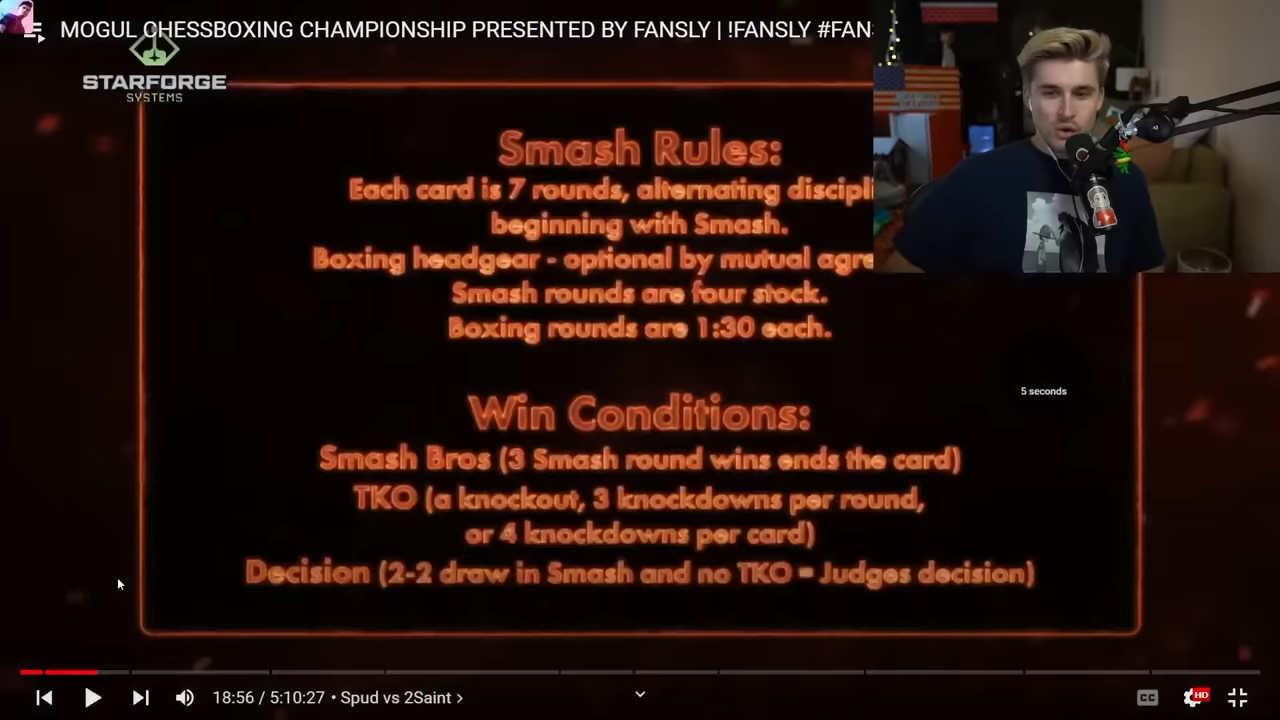 MOGUL CHESSBOXING CHAMPIONSHIP PRESENTED BY FANSLY | !FANSLY #FANS
STARFORGE
SYSTEMS
Smash Rules:
Each card is 7 rounds, alternating discipli
beginning with Smash.
Boxing headgear - optional by mutual agre
Smash rounds are four stock.
Boxing rounds are 1:30 each.
5 seconds
Win Conditions:
Smash Bros (3 Smash round wins ends the card)
TKO (a knockout, 3 knockdowns per round,
or 4 knockdowns per card)
Decision (2-2 draw in Smash and no TKO = Judges decision)
18:56 / 5:10:27 • Spud vs 2Saint ›
CC
HD